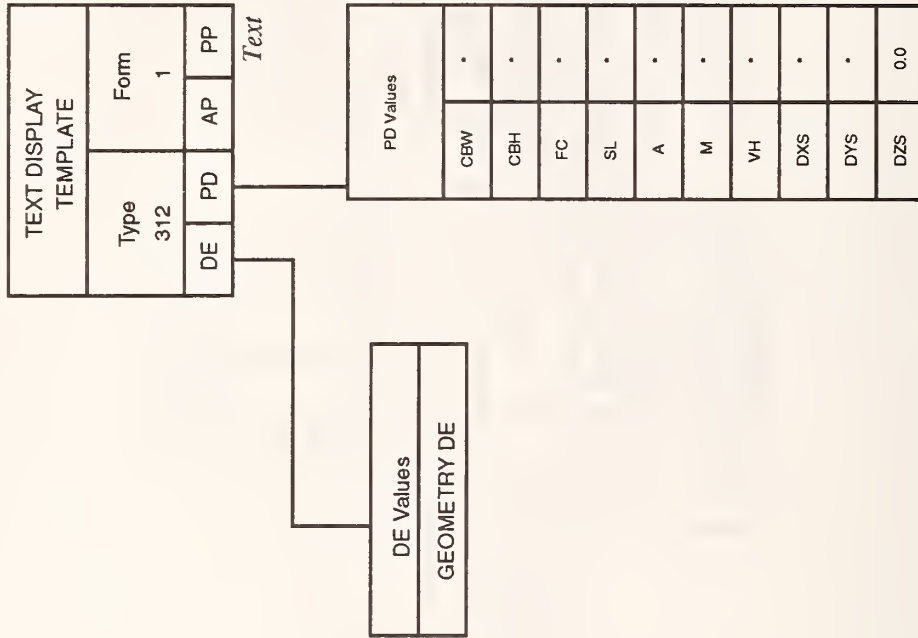 TEXT DISPLAY
TEMPLATE
Type
312
Form
1
DE PD AP PP
Text
DE Values
GEOMETRY DE
PD Values
CBW •
CBH •
FC •
SL •
A •
M •
VH •
DXS •
DYS •
DZS 0.0